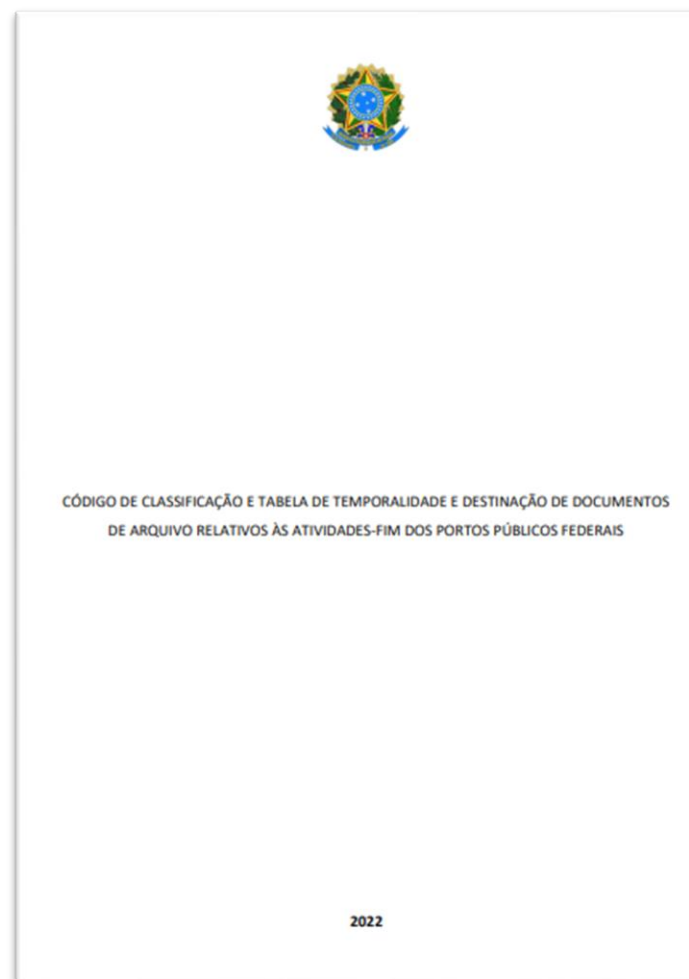 CÓDIGO DE CLASSIFICAÇÃO E TABELA DE TEMPORALIDADE E DESTINAÇÃO DE DOCUMENTOS
DE ARQUIVO RELATIVOS ÀS ATIVIDADES-FIM DOS PORTOS PÚBLICOS FEDERAIS
2022